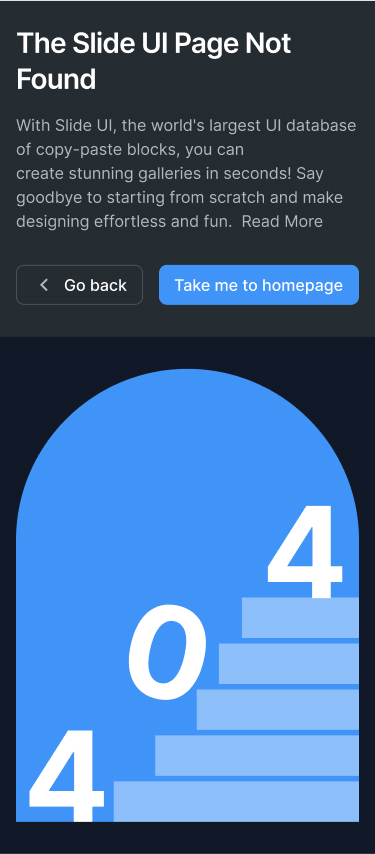 The Slide UI Page Not
Found
With Slide UI, the world's largest UI database
of copy-paste blocks, you can
create stunning galleries in seconds! Say
goodbye to starting from scratch and make
designing effortless and fun.  Read More
Go back
Take me to homepage
4
0
4